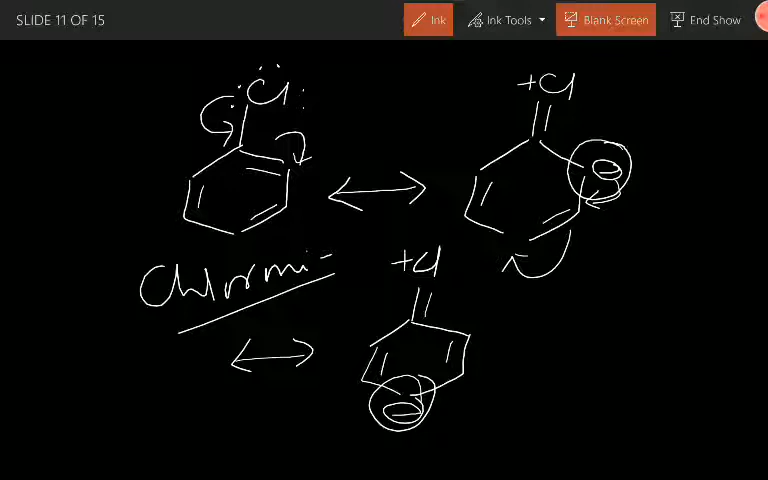 SLIDE 11 OF 15
Ink
Ink Tools
Blank Screen
End Show
Cl
+Cl
+Cl